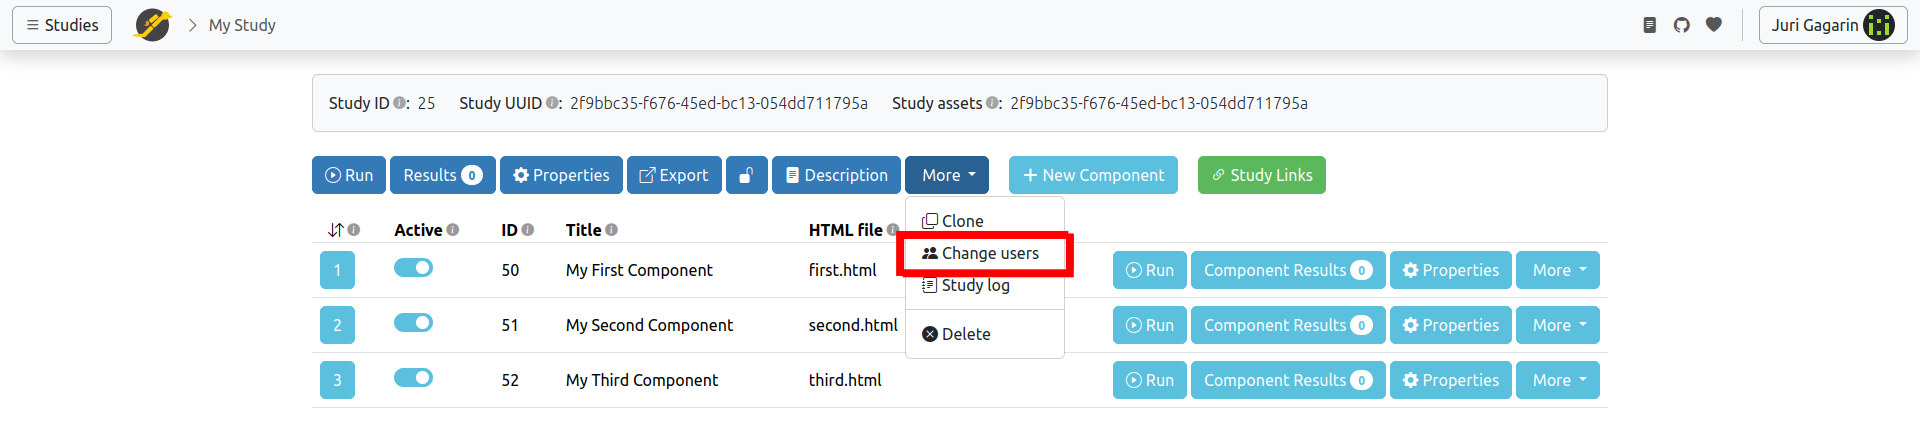 Studies My Study Juri Gagarin
Study ID: 25 Study UUID: 2f9bbc35-f676-45ed-bc13-054dd711795a Study assets: 2f9bbc35-f676-45ed-bc13-054dd711795a
Run Results 0 Properties Export Description More + New Component Study Links
Clone
Change users
Study log
Delete
Active ID Title HTML file
1 50 My First Component first.html Run Component Results 0 Properties More
2 51 My Second Component second.html Run Component Results 0 Properties More
3 52 My Third Component third.html Run Component Results 0 Properties More